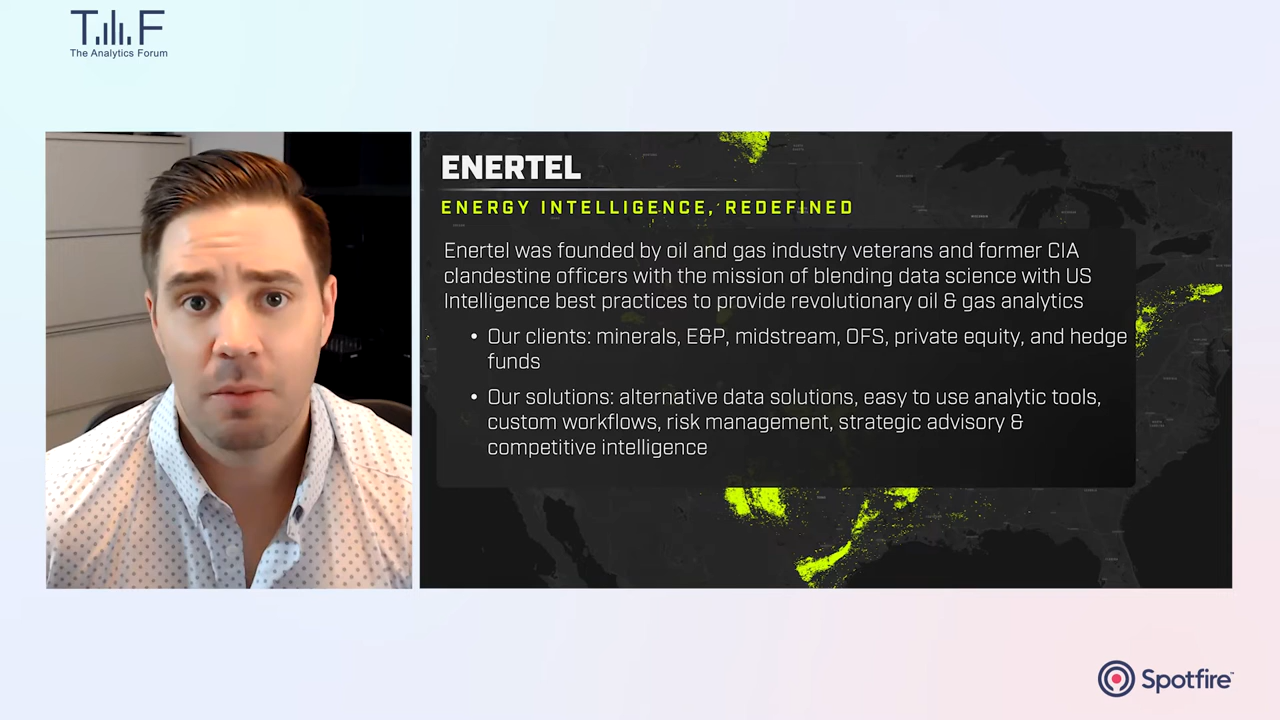 T F
The Analytics Forum
ENERTEL
ENERGY INTELLIGENCE, REDEFINED
Enertel was founded by oil and gas industry veterans and former CIA
clandestine officers with the mission of blending data science with US
Intelligence best practices to provide revolutionary oil & gas analytics
• Our clients: minerals, E&P, midstream, OFS, private equity, and hedge
funds
• Our solutions: alternative data solutions, easy to use analytic tools,
custom workflows, risk management, strategic advisory &
competitive intelligence
Spotfire™